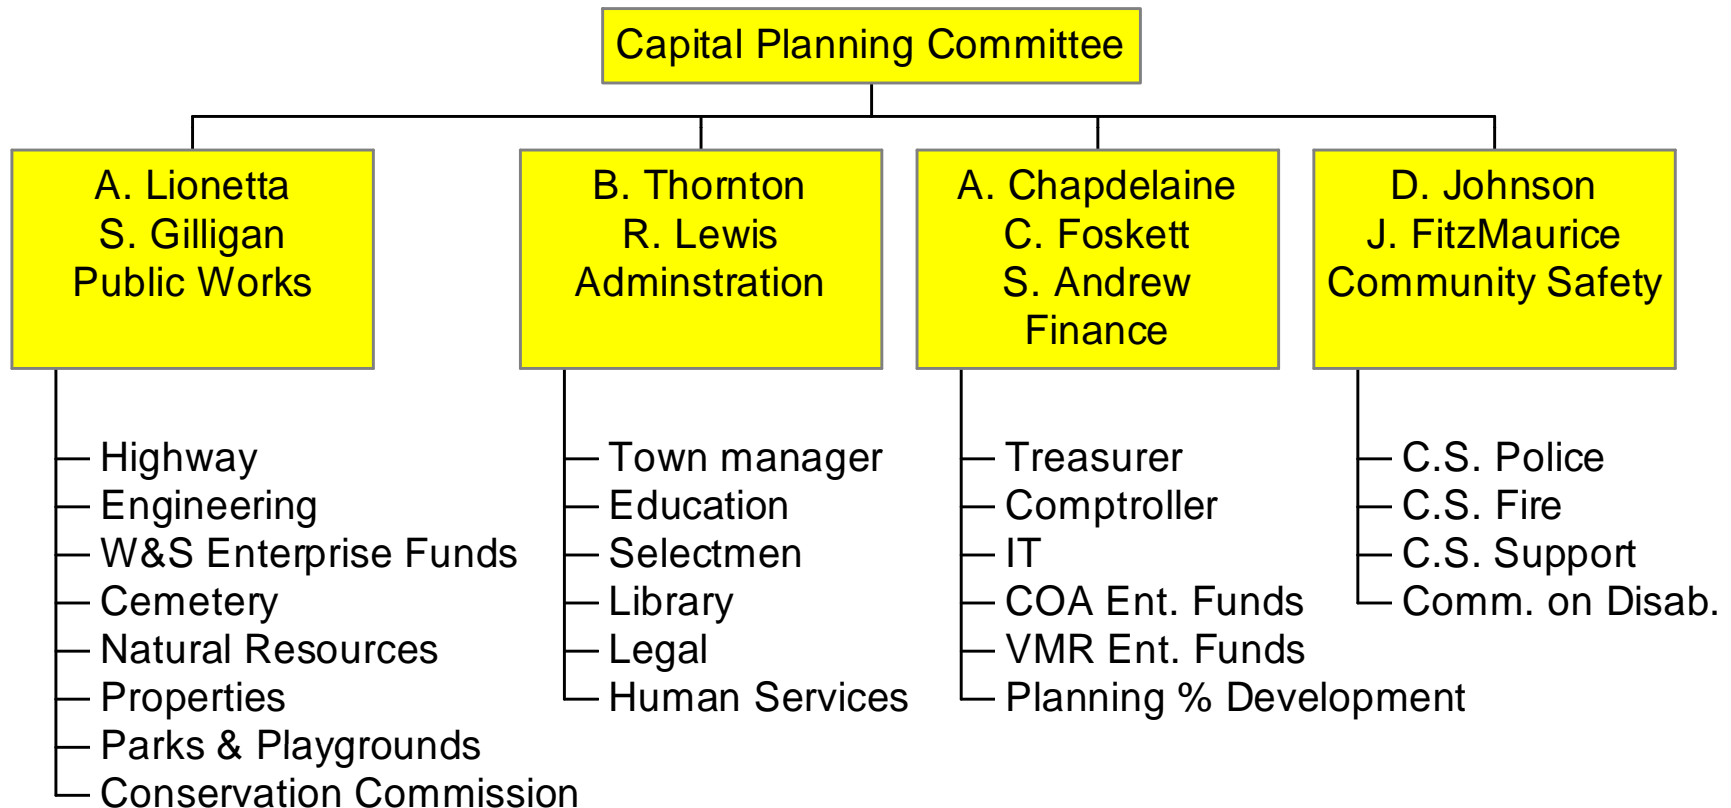 Capital Planning Committee
A. Lionetta
S. Gilligan
Public Works
Highway
Engineering
W&S Enterprise Funds
Cemetery
Natural Resources
Properties
Parks & Playgrounds
Conservation Commission
B. Thornton
R. Lewis
Adminstration
Town manager
Education
Selectmen
Library
Legal
Human Services
A. Chapdelaine
C. Foskett
S. Andrew
Finance
Treasurer
Comptroller
IT
COA Ent. Funds
VMR Ent. Funds
Planning % Development
D. Johnson
J. FitzMaurice
Community Safety
C.S. Police
C.S. Fire
C.S. Support
Comm. on Disab.